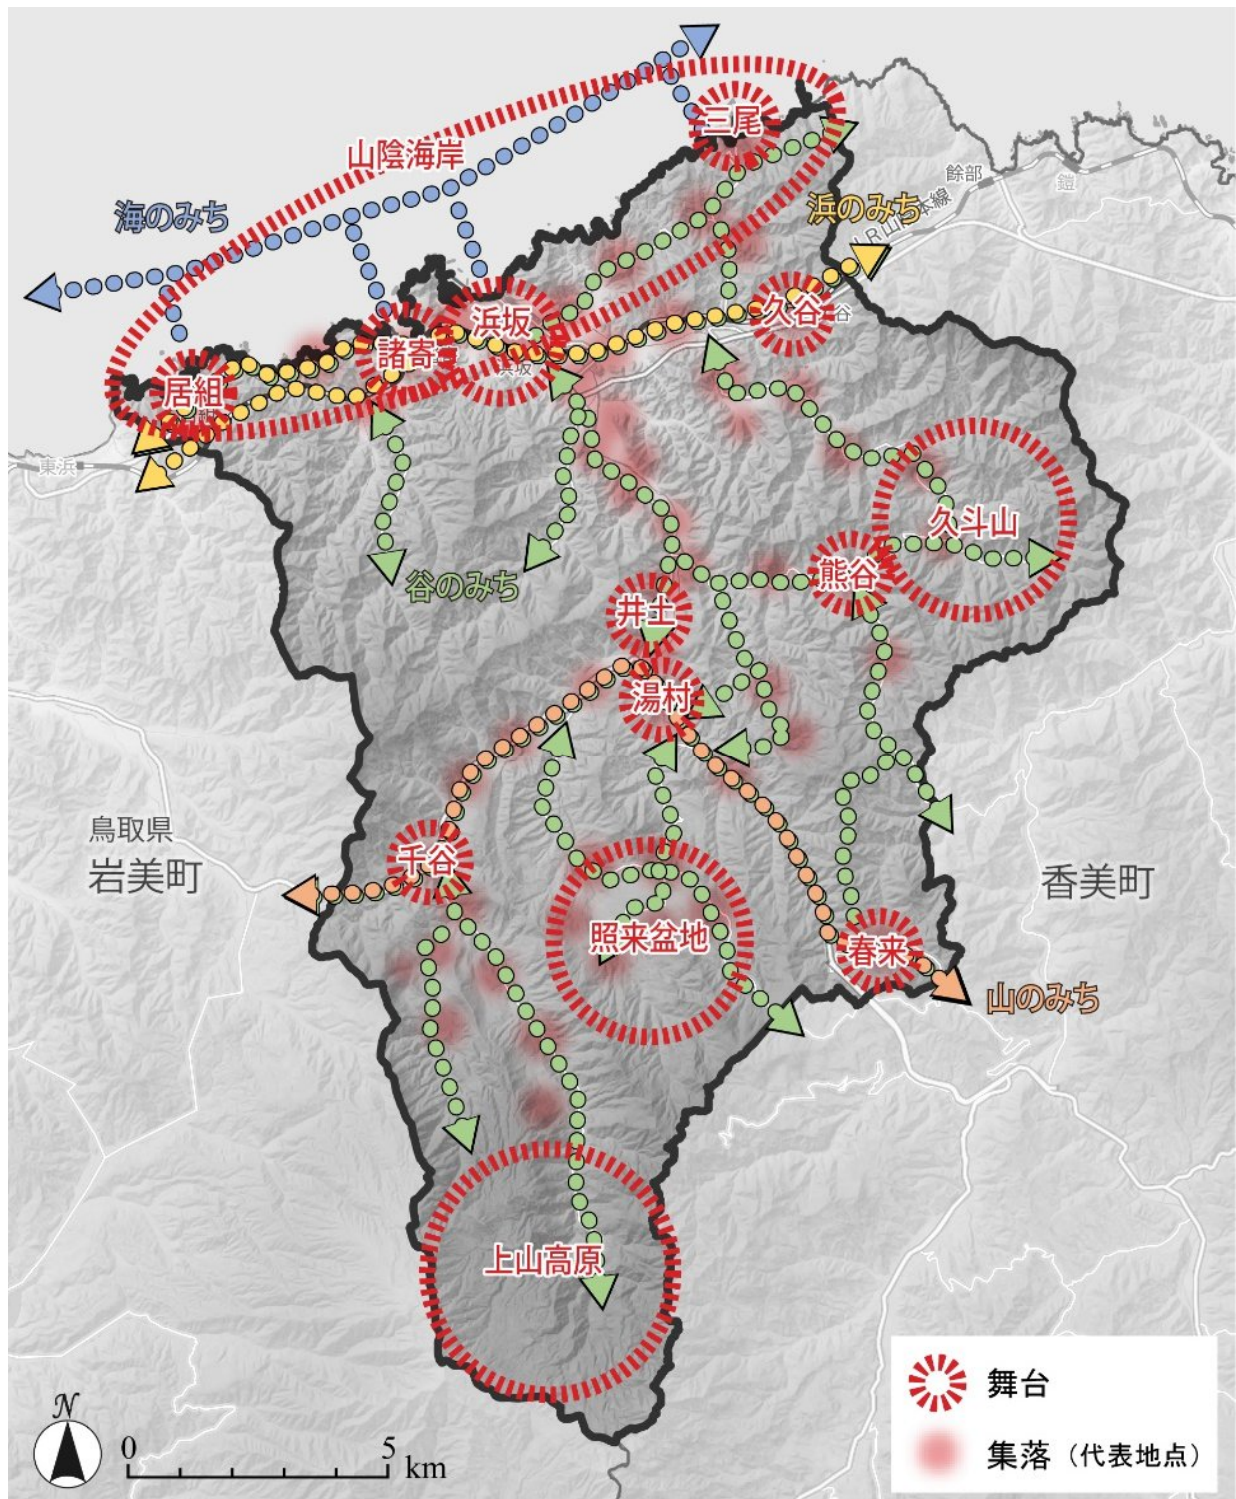 三尾
山陰海岸
餘部
鎧
海のみち
浜のみち
JR山陰本線
浜坂
久谷
谷
諸寄
浜坂
居組
東浜
久斗山
熊谷
谷のみち
井土
湯村
鳥取県
岩美町
千谷
香美町
照来盆地
春来
山のみち
上山高原
舞台
集落（代表地点）
N
0 5
km